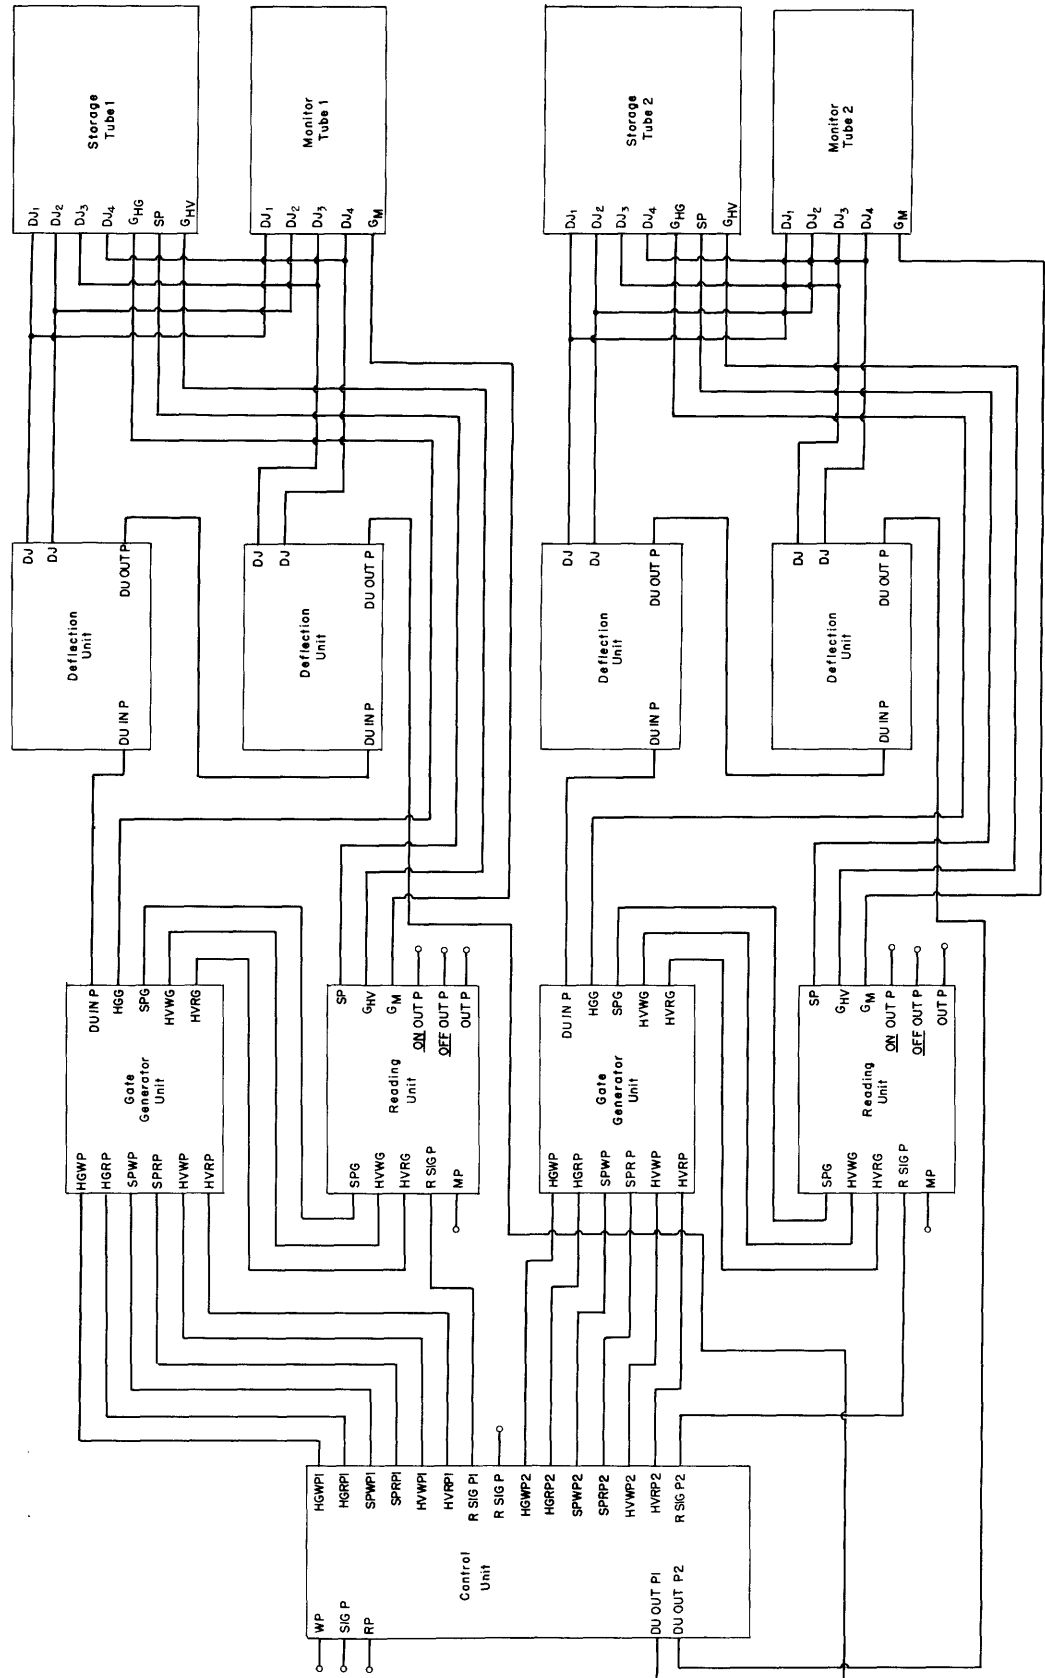 Storage
Tube 1
DJ1
DJ2
DJ3
DJ4
GHG
SP
GHV
Monitor
Tube 1
DJ1
DJ2
DJ3
DJ4
GM
Storage
Tube 2
DJ1
DJ2
DJ3
DJ4
GHG
SP
GHV
Monitor
Tube 2
DJ1
DJ2
DJ3
DJ4
GM
Deflection
Unit
DJ
DJ
DU OUT P
DU IN P
Deflection
Unit
DJ
DJ
DU OUT P
DU IN P
Deflection
Unit
DJ
DJ
DU OUT P
DU IN P
Deflection
Unit
DJ
DJ
DU OUT P
DU IN P
Gate
Generator
Unit
DU IN P
HGG
SPG
HVWG
HVRG
HGWP
HGRP
SPWP
SPRP
HVWP
HVRP
Reading
Unit
SP
GHV
GM
ON OUT P
OFF OUT P
OUT P
SPG
HVWG
HVRG
R SIG P
MP
Gate
Generator
Unit
DU IN P
HGG
SPG
HVWG
HVRG
HGWP
HGRP
SPWP
SPR P
HVWP
HVRP
Reading
Unit
SP
GHV
GM
ON OUT P
OFF OUT P
OUT P
SPG
HVWG
HVRG
R SIG P
MP
Control
Unit
HGWP1
HGRP1
SPWP1
SPRP1
HVWP1
HVRP1
R SIG P1
R SIG P
HGWP2
HGRP2
SPWP2
SPRP2
HVWP2
HVRP2
R SIG P2
WP
SIG P
RP
DU OUT P1
DU OUT P2